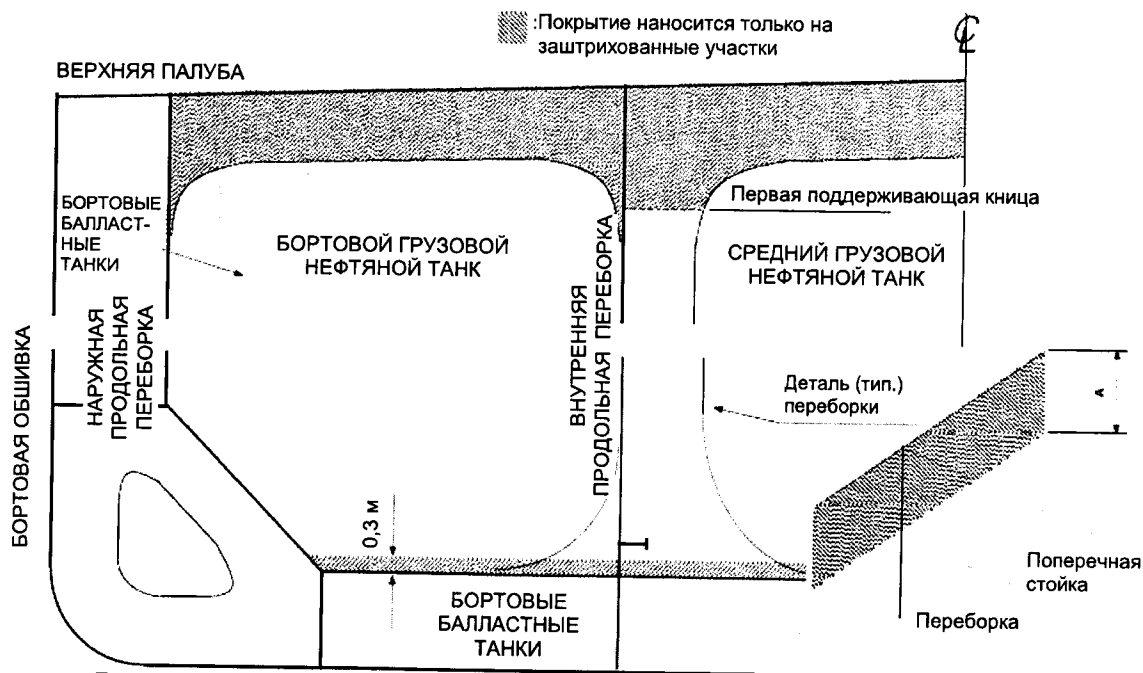 :Покрытие наносится только на
заштрихованные участки
ВЕРХНЯЯ ПАЛУБА
Первая поддерживающая кница
БОРТОВЫЕ
БАЛЛАСТ-
НЫЕ
ТАНКИ
БОРТОВОЙ ГРУЗОВОЙ
НЕФТЯНОЙ ТАНК
СРЕДНИЙ ГРУЗОВОЙ
НЕФТЯНОЙ ТАНК
БОРТОВАЯ ОБШИВКА
НАРУЖНАЯ
ПРОДОЛЬНАЯ
ПЕРЕБОРКА
ВНУТРЕННЯЯ
ПРОДОЛЬНАЯ ПЕРЕБОРКА
Деталь (тип.)
переборки
А
0,3 м
Поперечная
стойка
БОРТОВЫЕ
БАЛЛАСТНЫЕ
ТАНКИ
Переборка